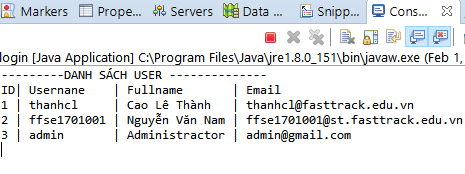 Markers Prope... Servers Data ... Snipp... Cons...
login [Java Application] C:\Program Files\Java\jre1.8.0_151\bin\javaw.exe (Feb 1,
----------DANH SÁCH USER --------------
ID| Usernane | Fullname | Email
1 | thanhcl | Cao Lê Thành | thanhcl@fasttrack.edu.vn
2 | ffse1701001 | Nguyễn Văn Nam | ffse1701001@st.fasttrack.edu.vn
3 | admin | Administractor | admin@gmail.com